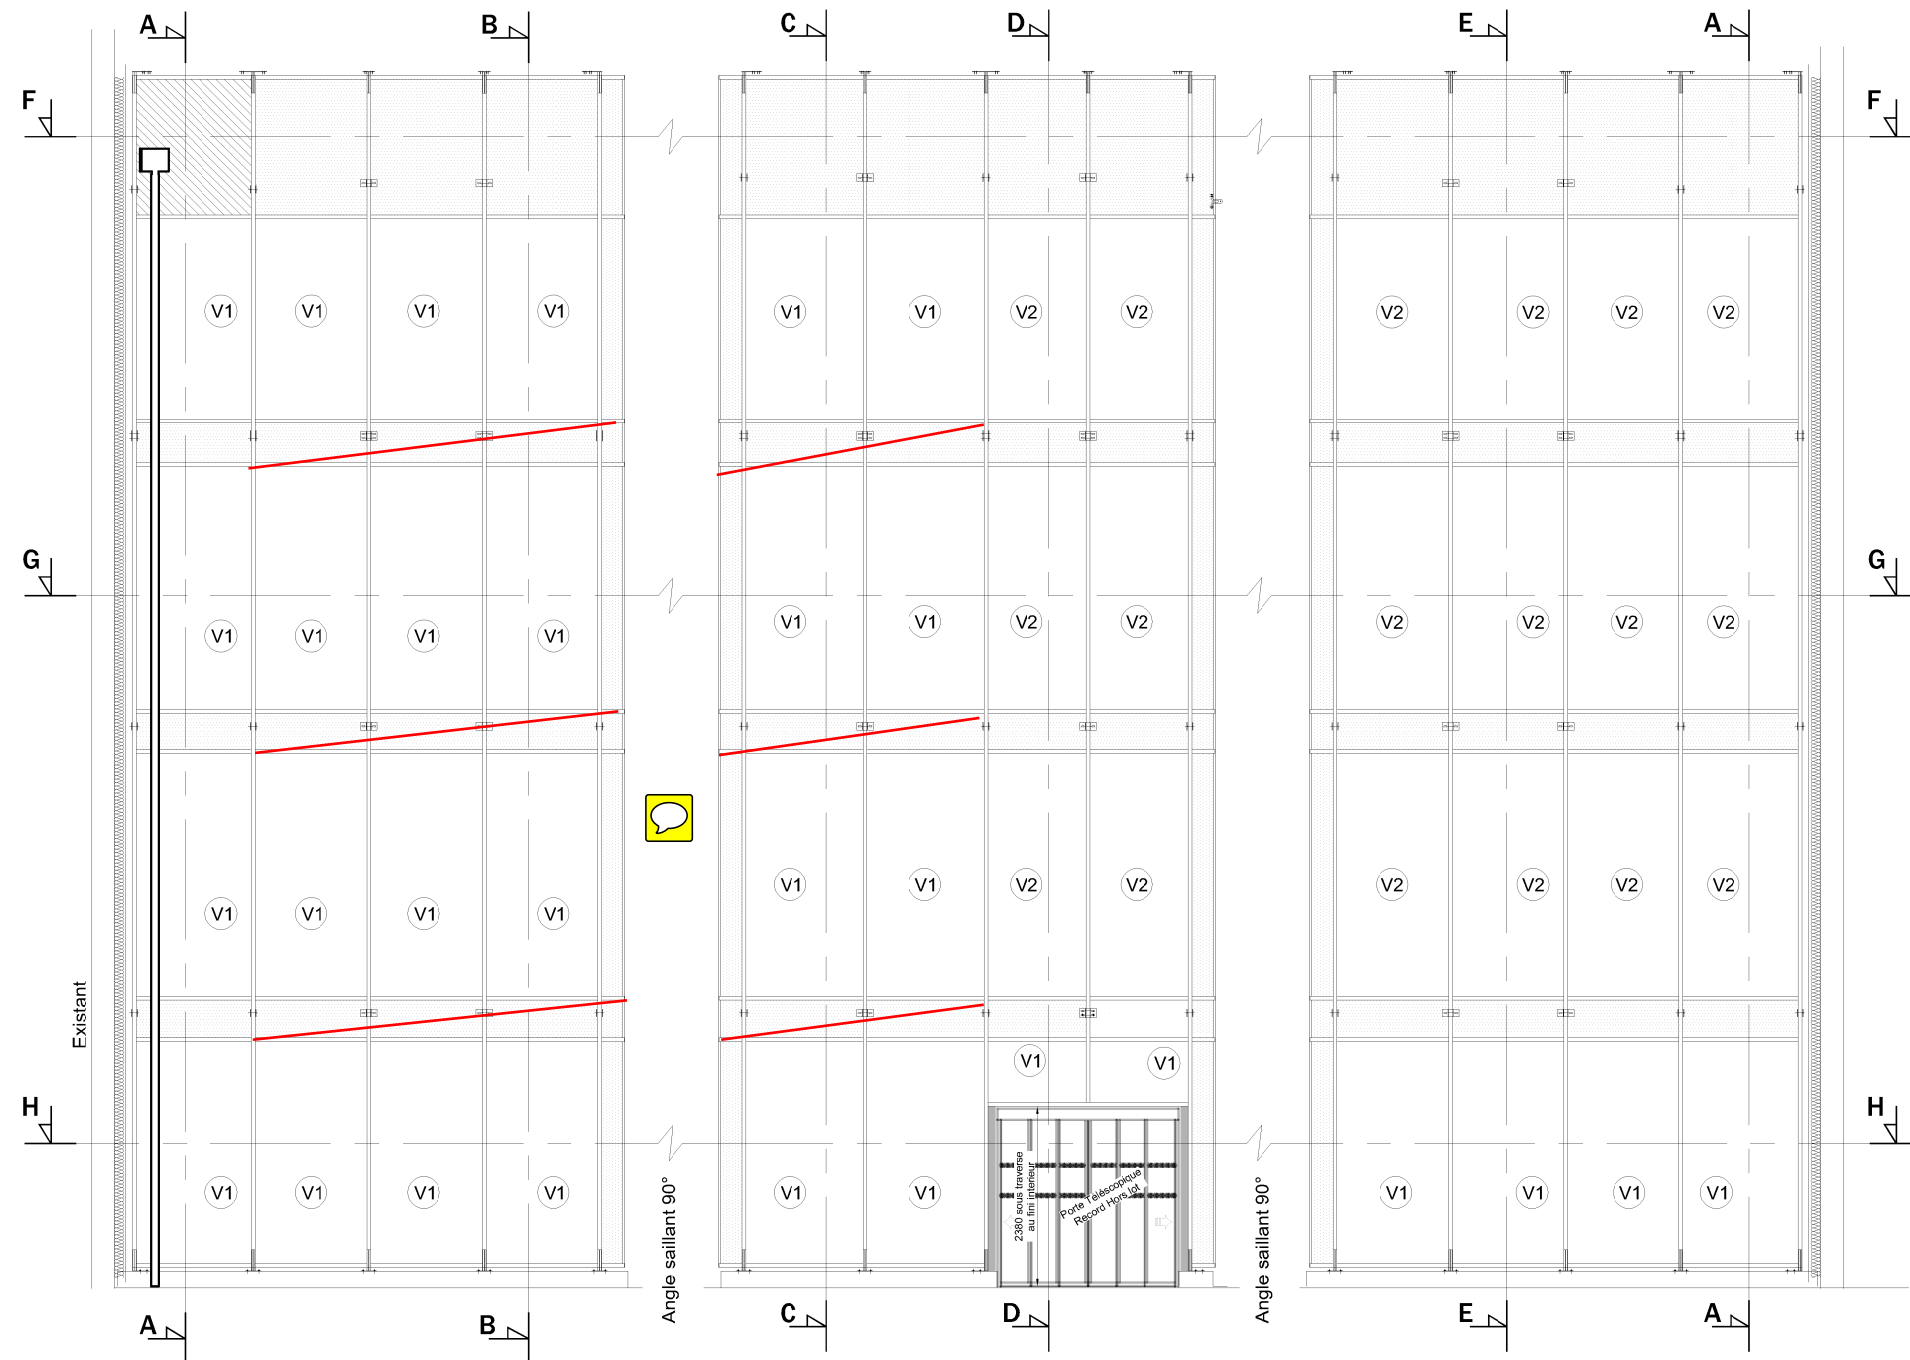 A B C D E A
F F
V1 V1 V1 V1 V1 V1 V2 V2 V2 V2 V2 V2
G G
V1 V1 V1 V1 V1 V1 V2 V2 V2 V2 V2 V2
V1 V1 V1 V1 V1 V1 V2 V2 V2 V2 V2 V2
Existant
V1 V1
H H
V1 V1 V1 V1 V1 V1 V1 V1 V1 V1
2380 sous traverse
au fini interieur
Porte Téléscopique
Record Hors lot
Angle saillant 90°
Angle saillant 90°
A B C D E A